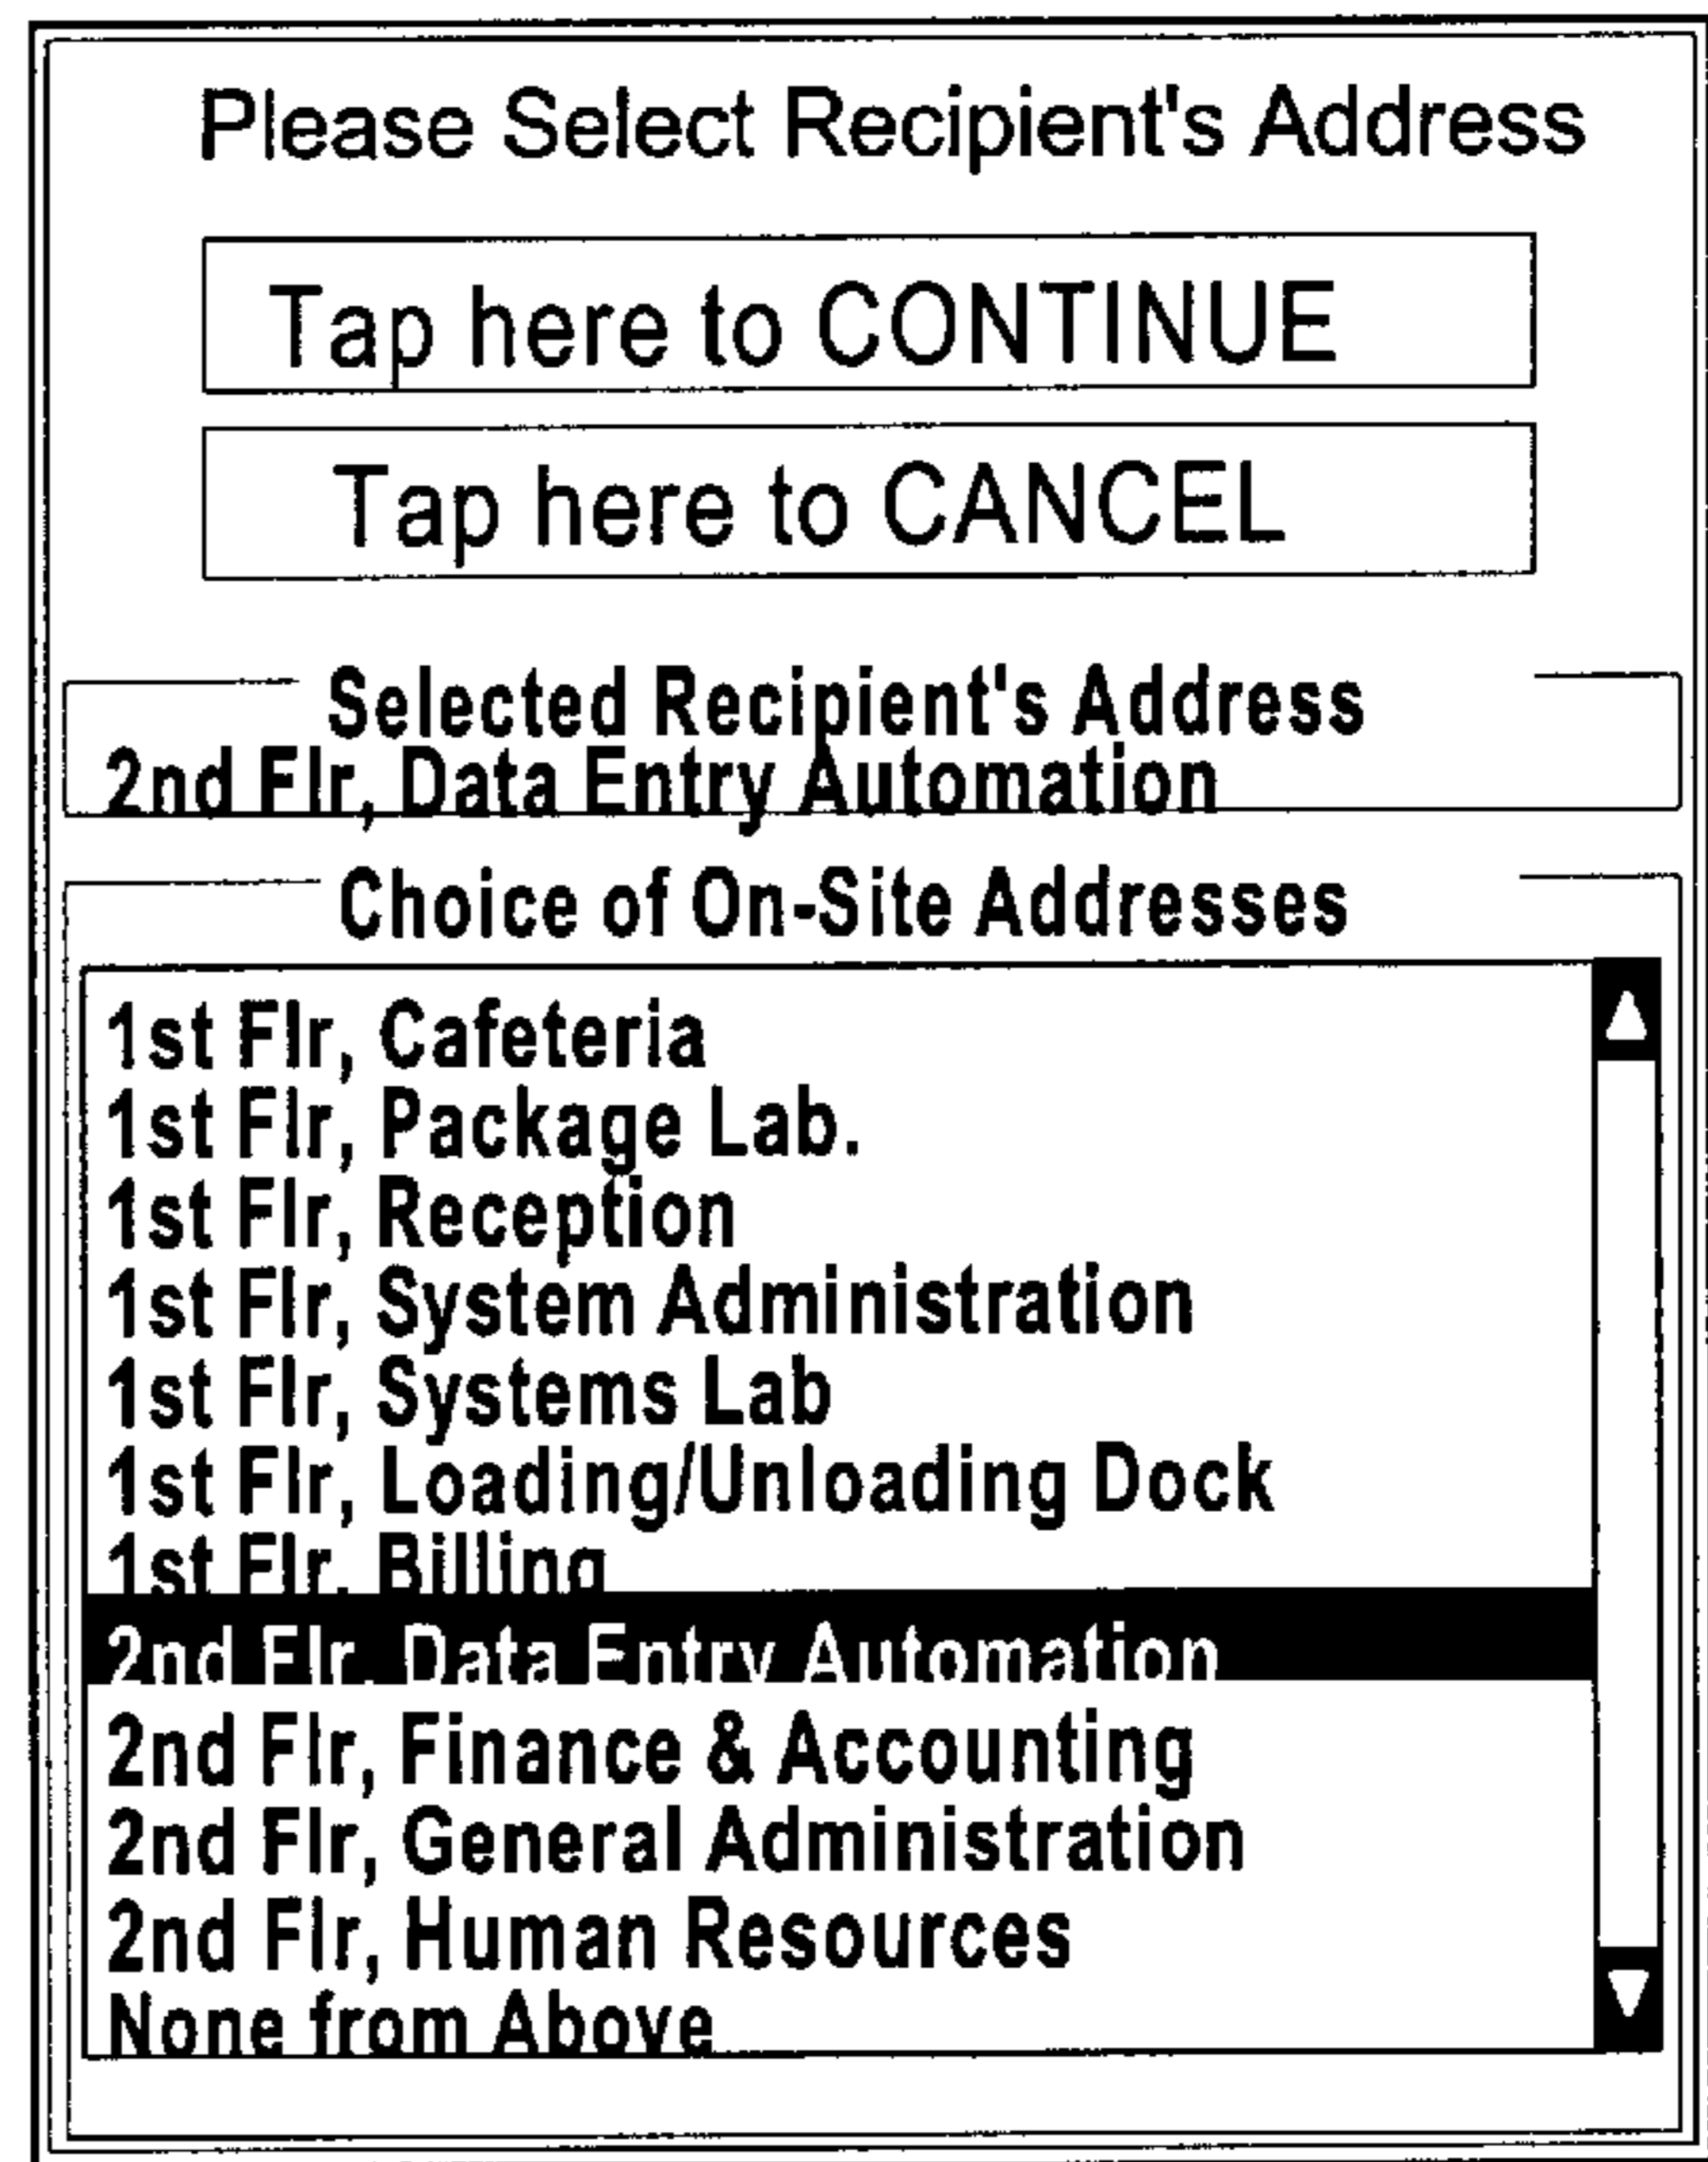 Please Select Recipient's Address
Tap here to CONTINUE
Tap here to CANCEL
Selected Recipient's Address
2nd Flr, Data Entry Automation
Choice of On-Site Addresses
1st Flr, Cafeteria
1st Flr, Package Lab.
1st Flr, Reception
1st Flr, System Administration
1st Flr, Systems Lab
1st Flr, Loading/Unloading Dock
1st Flr, Billing
2nd Flr, Data Entry Automation
2nd Flr, Finance & Accounting
2nd Flr, General Administration
2nd Flr, Human Resources
None from Above